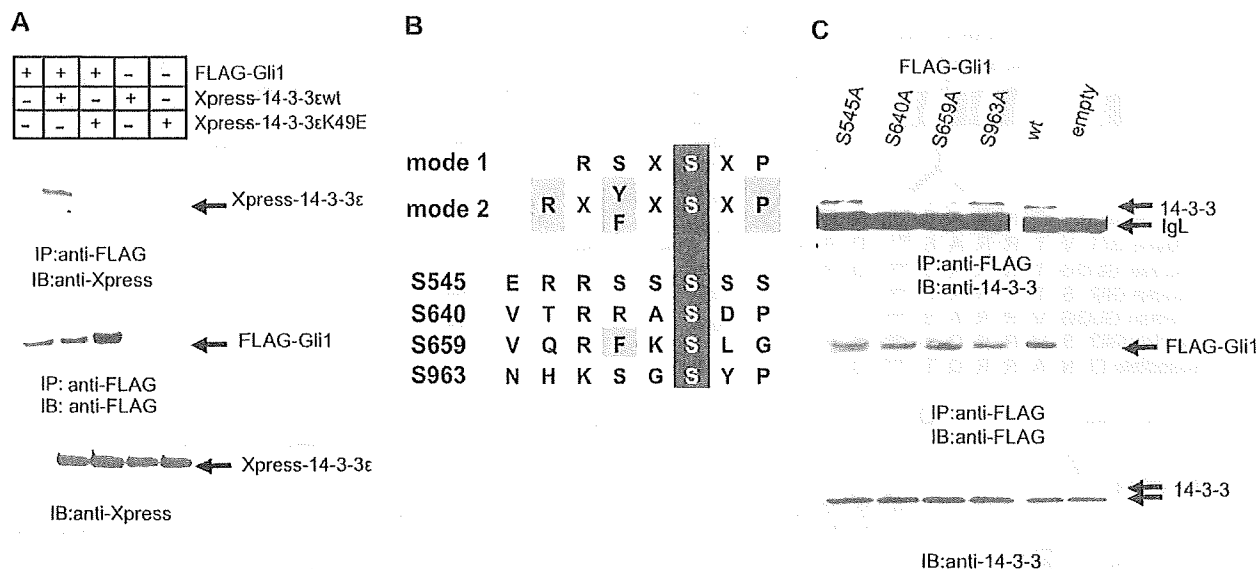 A
+ + + - - FLAG-Gli1
- + - + - Xpress-14-3-3εwt
- - + - + Xpress-14-3-3εK49E
Xpress-14-3-3ε
IP:anti-FLAG
IB:anti-Xpress
FLAG-Gli1
IP: anti-FLAG
IB: anti-FLAG
Xpress-14-3-3ε
IB:anti-Xpress
B
mode 1 R S X S X P
mode 2 R X Y X S X P
F
S545 E R R S S S S S
S640 V T R R A S D P
S659 V Q R F K S L G
S963 N H K S G S Y P
C
FLAG-Gli1
S545A S640A S659A S963A wt empty
14-3-3
IgL
IP:anti-FLAG
IB:anti-14-3-3
FLAG-Gli1
IP:anti-FLAG
IB:anti-FLAG
14-3-3
IB:anti-14-3-3